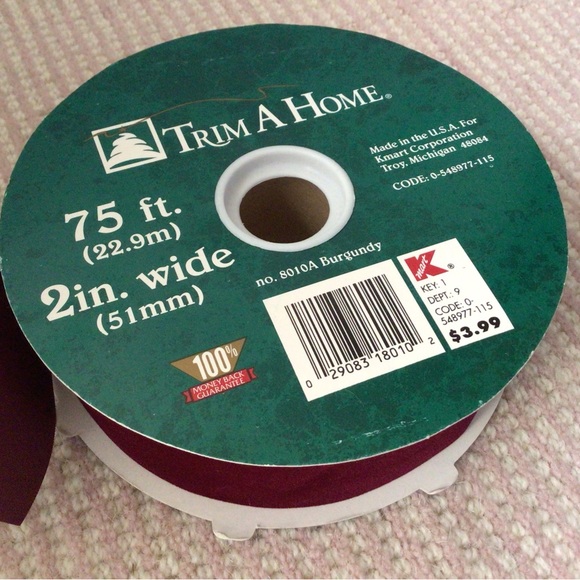 TRIM A HOME®
Made in the U.S.A. For
Kmart Corporation
Troy, Michigan 48084
CODE: 0-548977-115
75 ft.
(22.9m)
2in. wide
(51mm)
no. 8010A Burgundy
K
mart
®
KEY: 1
DEPT.: 9
CODE: 0-
548977-115
$3.99
0 29083 18010 2
100%
MONEY BACK
GUARANTEE